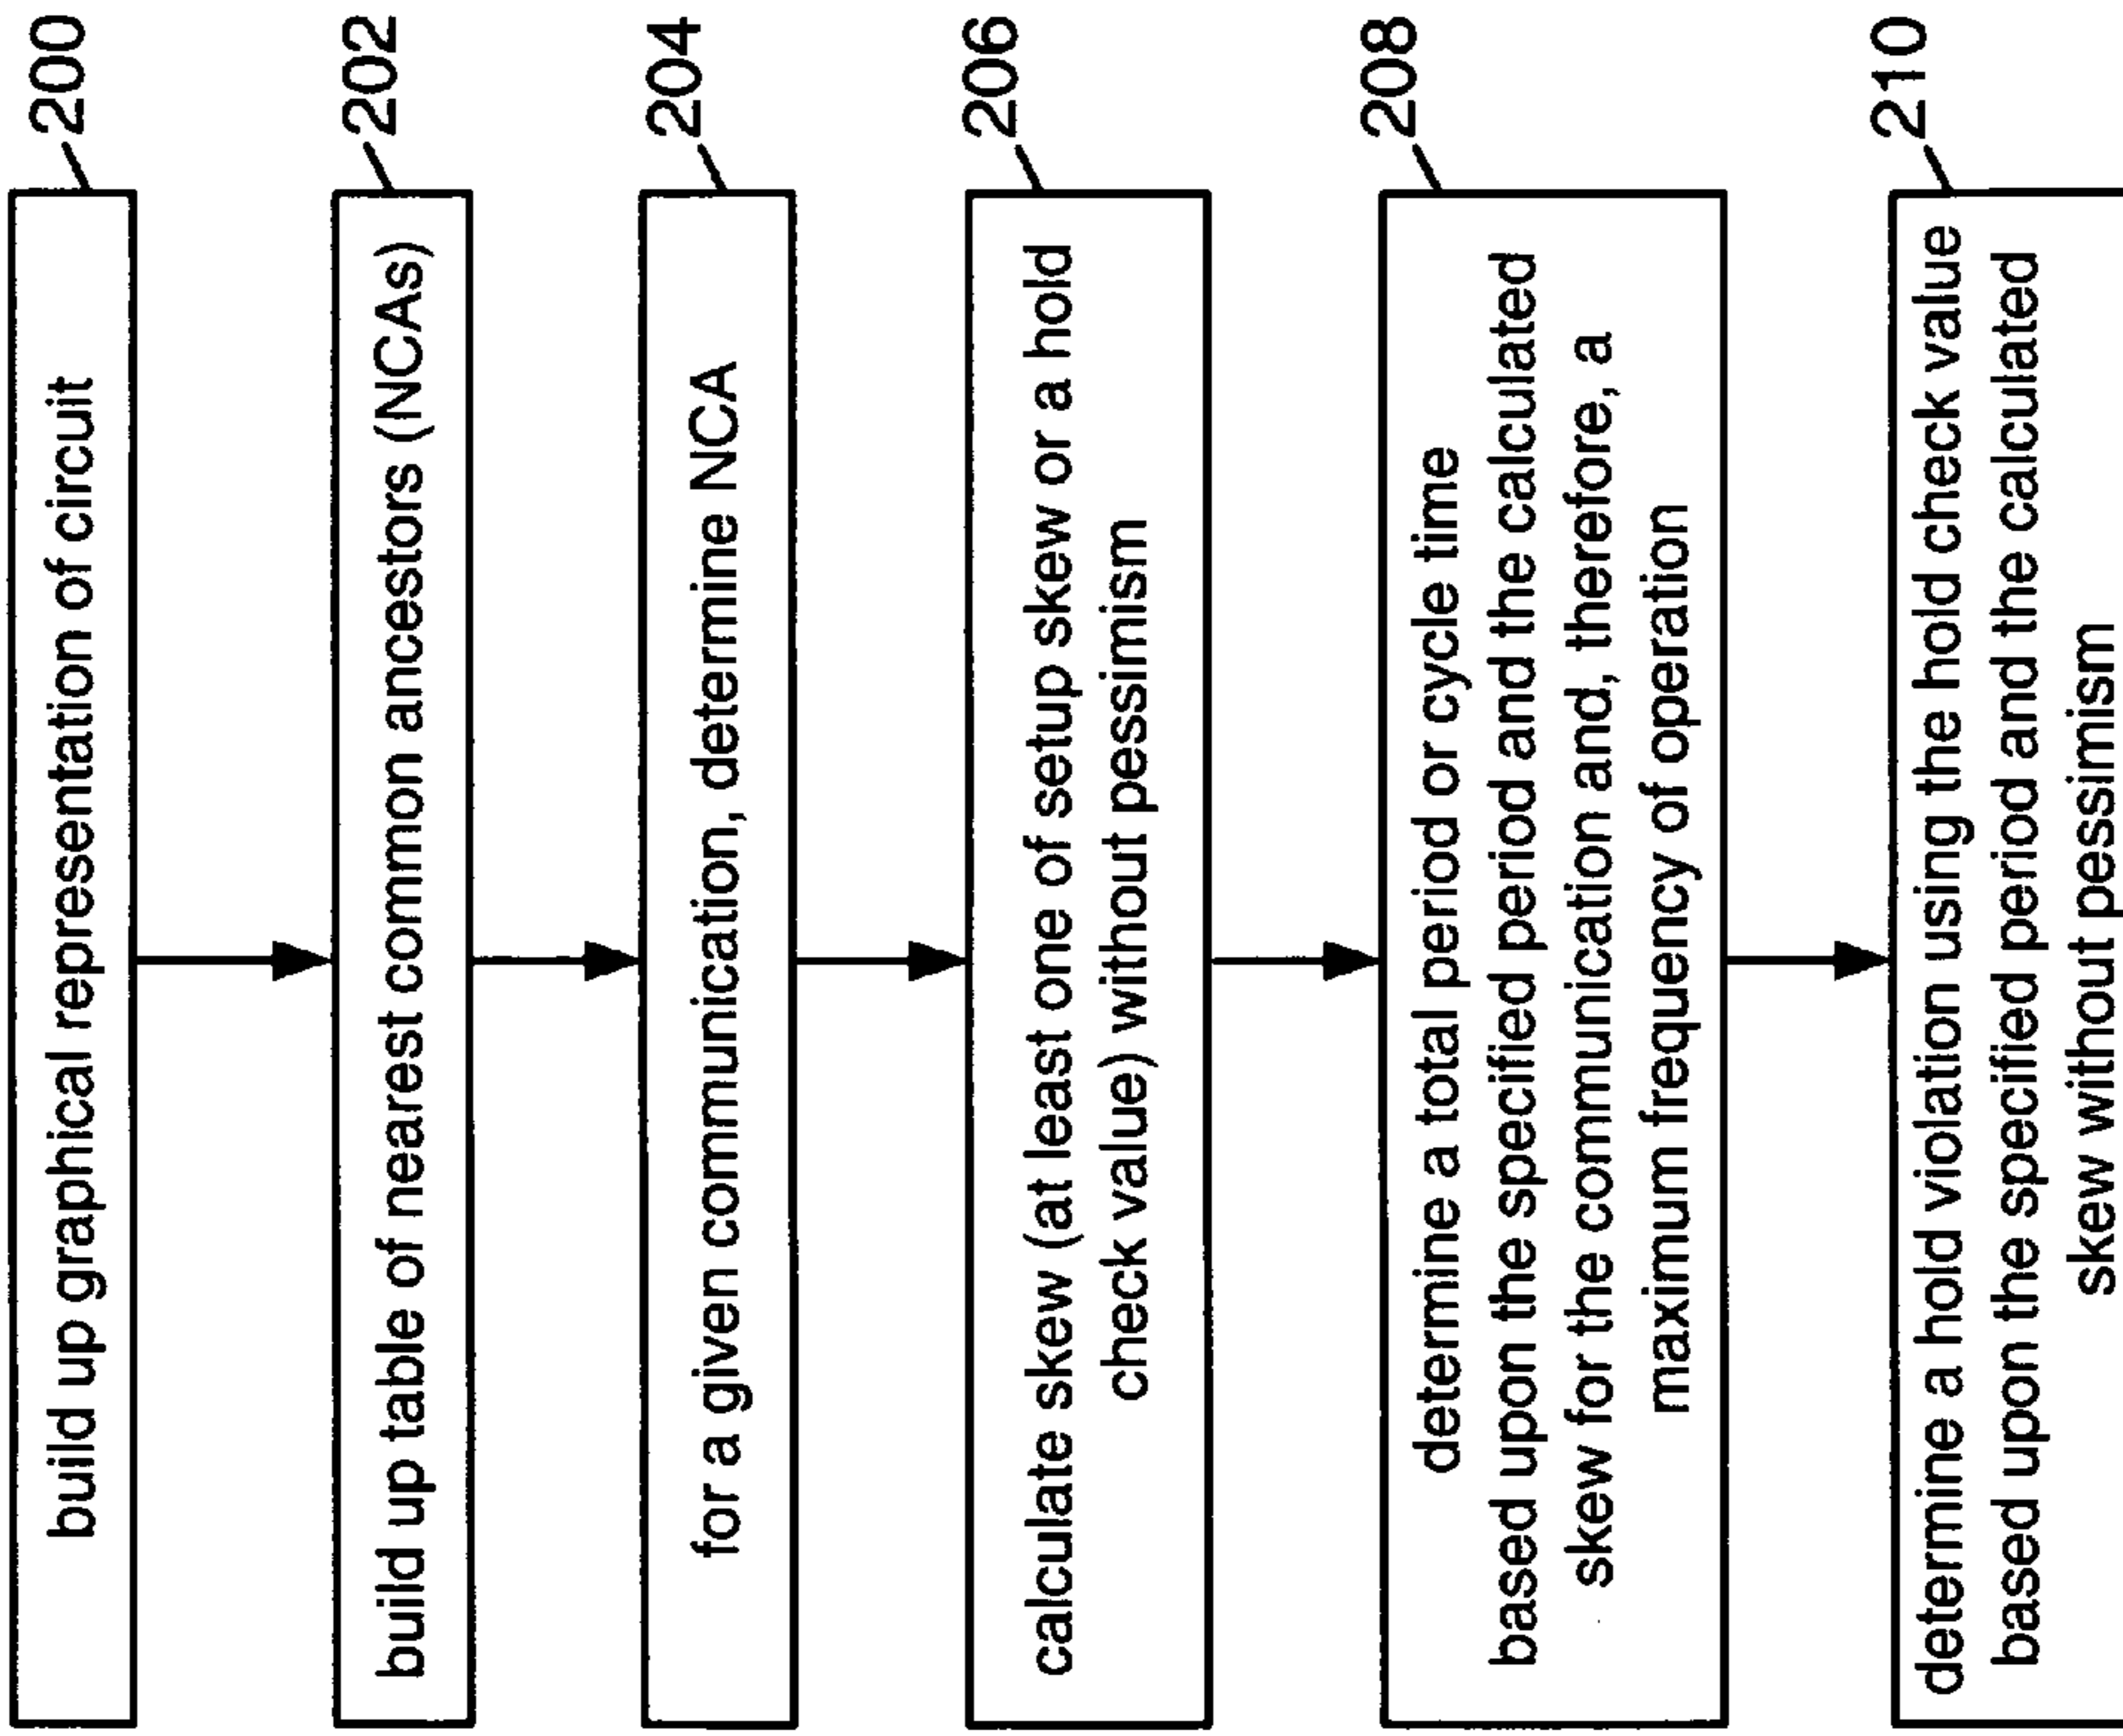 200
build up graphical representation of circuit
202
build up table of nearest common ancestors (NCAs)
204
for a given communication, determine NCA
206
calculate skew (at least one of setup skew or a hold
check value) without pessimism
208
determine a total period or cycle time
based upon the specified period and the calculated
skew for the communication and, therefore, a
maximum frequency of operation
210
determine a hold violation using the hold check value
based upon the specified period and the calculated
skew without pessimism